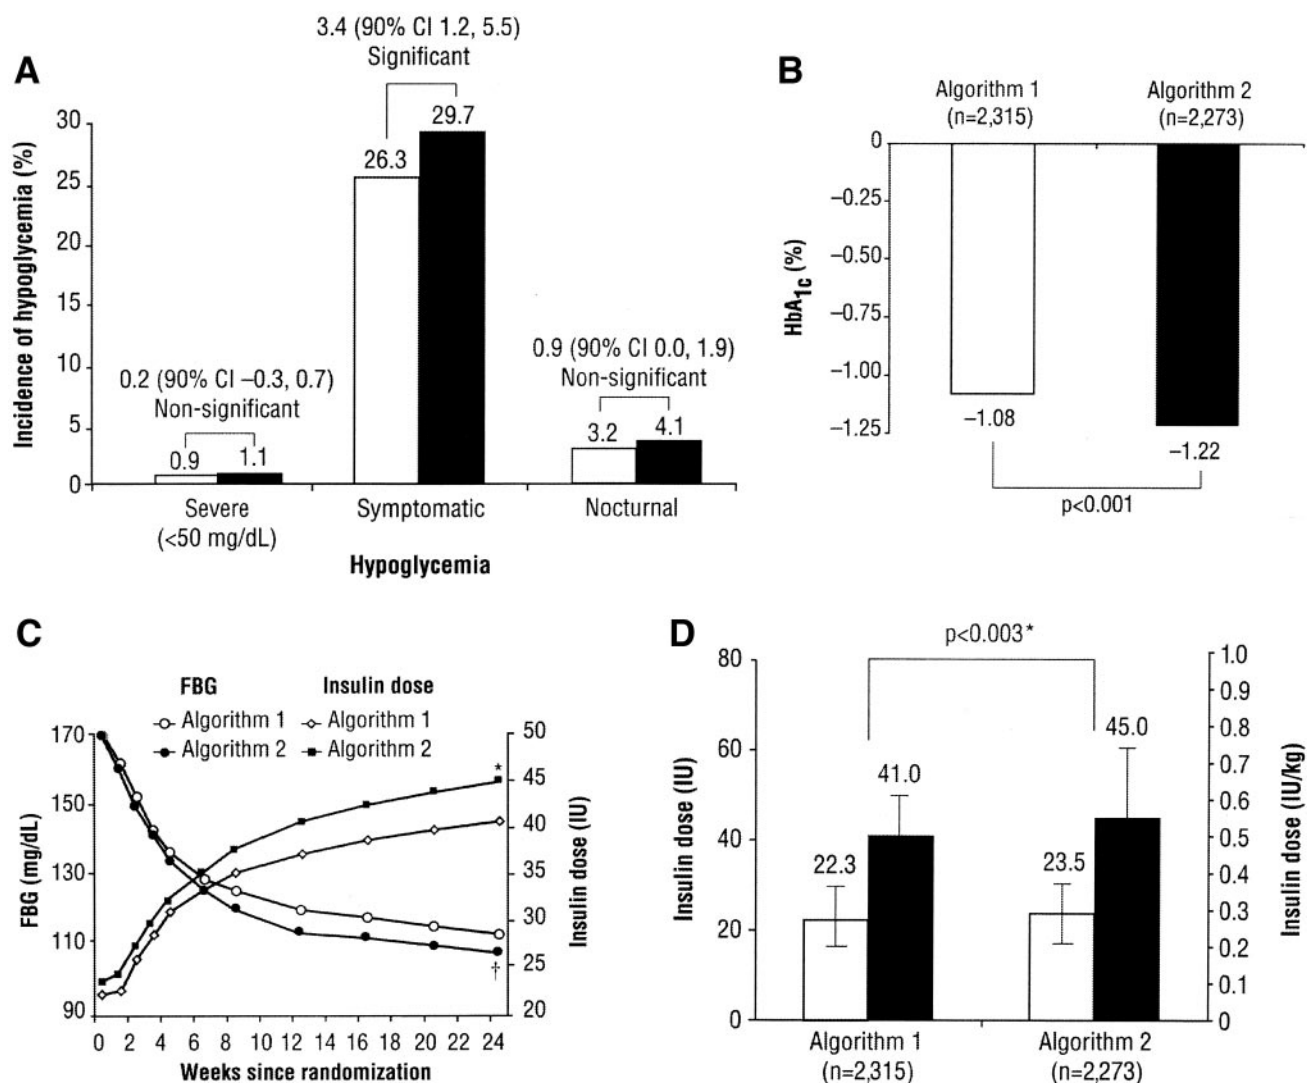 A
3.4 (90% CI 1.2, 5.5)
Significant
30
25
20
15
10
5
0
Incidence of hypoglycemia (%)
29.7
26.3
0.9 (90% CI 0.0, 1.9)
Non-significant
0.2 (90% CI –0.3, 0.7)
Non-significant
0.9
1.1
3.2
4.1
Severe
(<50 mg/dL)
Symptomatic
Nocturnal
Hypoglycemia
B
Algorithm 1
(n=2,315)
Algorithm 2
(n=2,273)
0
–0.25
–0.50
–0.75
–1.00
–1.25
HbA1c (%)
–1.08
–1.22
p<0.001
C
FBG
Insulin dose
Algorithm 1
Algorithm 1
Algorithm 2
Algorithm 2
170
150
130
110
90
FBG (mg/dL)
50
45
40
35
30
25
20
Insulin dose (IU)
*
†
0 2 4 6 8 10 12 14 16 18 20 22 24
Weeks since randomization
D
p<0.003*
80
60
40
20
0
Insulin dose (IU)
1.0
0.9
0.8
0.7
0.6
0.5
0.4
0.3
0.2
0.1
0
Insulin dose (IU/kg)
22.3
41.0
23.5
45.0
Algorithm 1
(n=2,315)
Algorithm 2
(n=2,273)